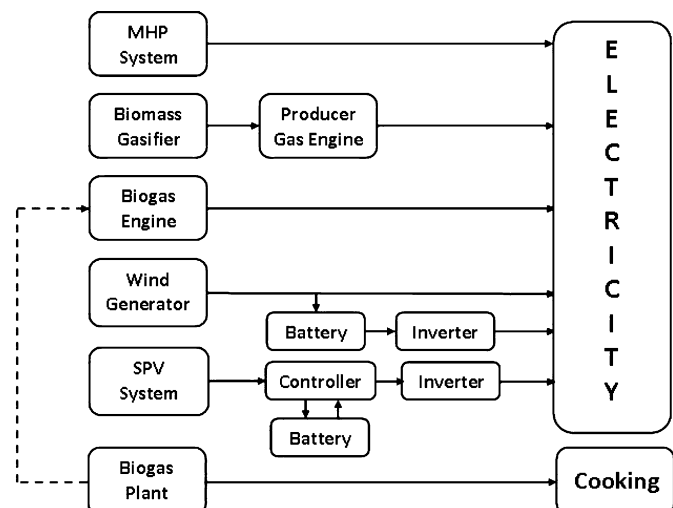 MHP
System
Biomass
Gasifier
Producer
Gas Engine
Biogas
Engine
Wind
Generator
Battery
Inverter
SPV
System
Controller
Inverter
Battery
Biogas
Plant
E
L
E
C
T
R
I
C
I
T
Y
Cooking